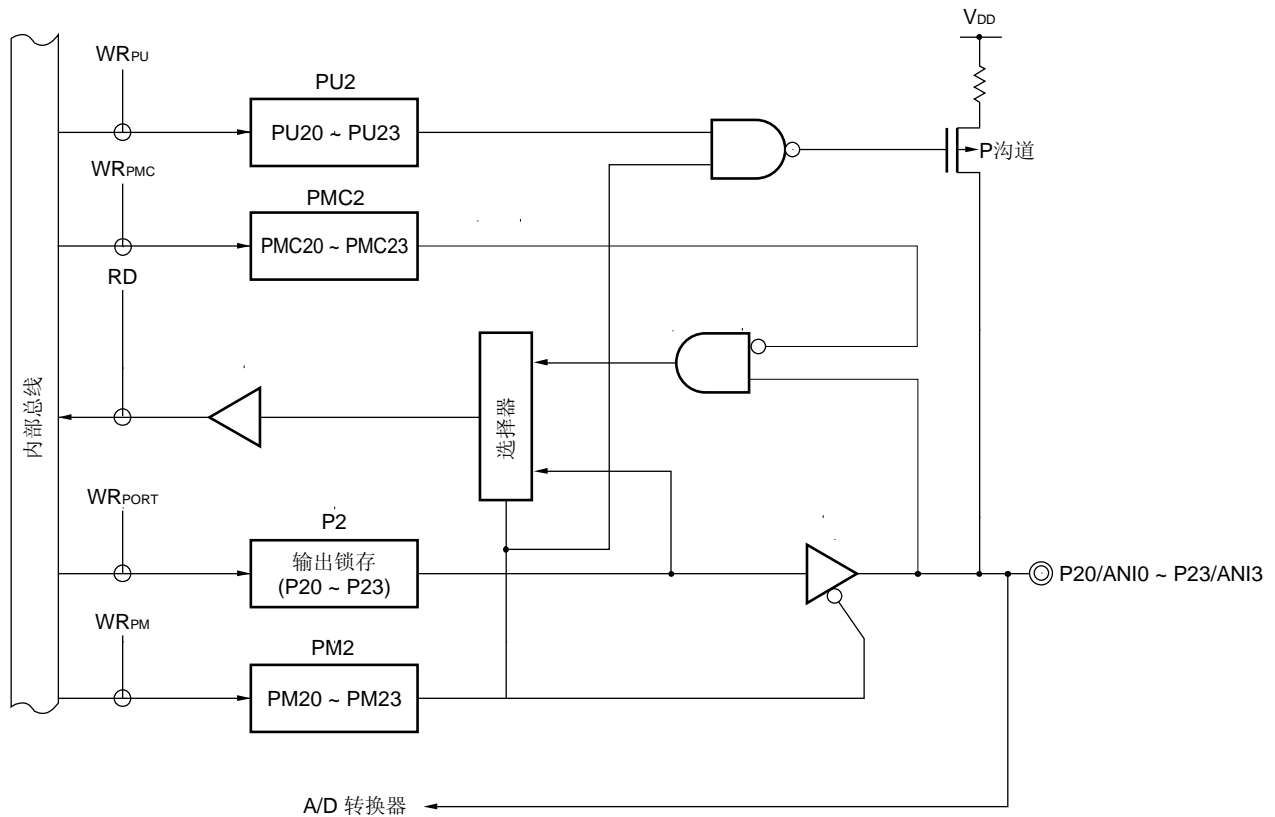 VDD
WRPU
PU2
PU20 ~ PU23
P沟道
WRPMC
PMC2
PMC20 ~ PMC23
RD
内部总线
选择器
WRPORT
P2
输出锁存
(P20 ~ P23)
P20/ANI0 ~ P23/ANI3
WRPM
PM2
PM20 ~ PM23
A/D 转换器